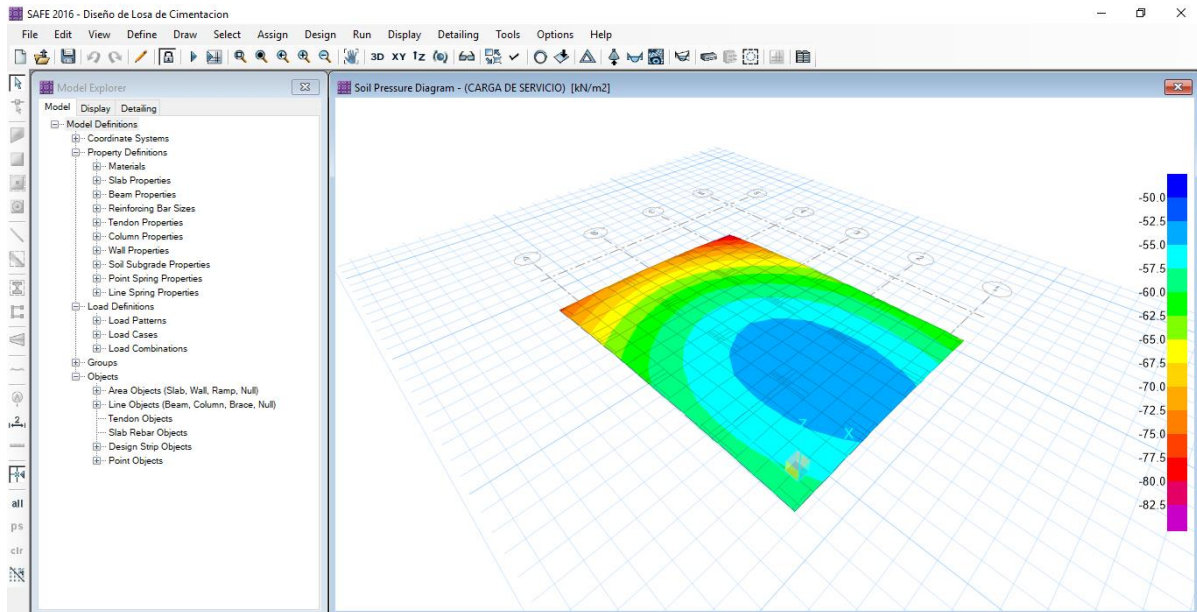 SAFE 2016 - Diseño de Losa de Cimentacion
File Edit View Define Draw Select Assign Design Run Display Detailing Tools Options Help
3D XY
Model Explorer
Model Display Detailing
Model Definitions
Coordinate Systems
Property Definitions
Materials
Slab Properties
Beam Properties
Reinforcing Bar Sizes
Tendon Properties
Column Properties
Wall Properties
Soil Subgrade Properties
Point Spring Properties
Line Spring Properties
Load Definitions
Load Patterns
Load Cases
Load Combinations
Groups
Objects
Area Objects (Slab, Wall, Ramp, Null)
Line Objects (Beam, Column, Brace, Null)
Tendon Objects
Slab Rebar Objects
Design Strip Objects
Point Objects
all
ps
clr
Soil Pressure Diagram - (CARGA DE SERVICIO) [kN/m2]
Z X
-50.0
-52.5
-55.0
-57.5
-60.0
-62.5
-65.0
-67.5
-70.0
-72.5
-75.0
-77.5
-80.0
-82.5